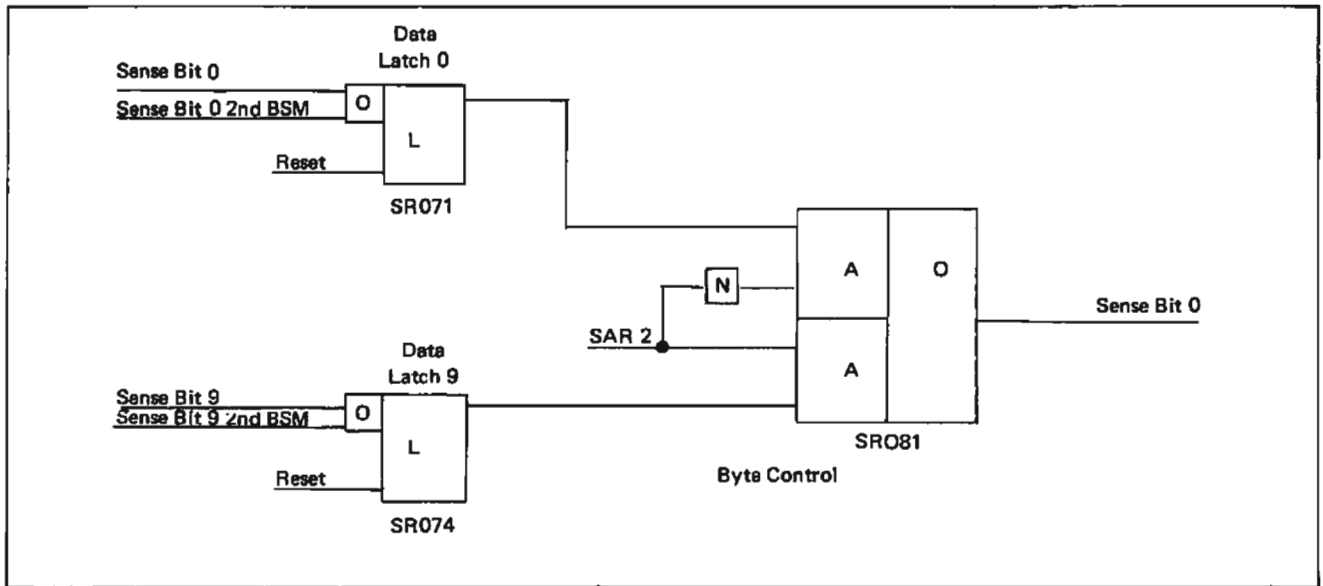 Data
Latch 0
Sense Bit 0
Sense Bit 0 2nd BSM
O
L
Reset
SR071
A
O
N
Sense Bit 0
SAR 2
A
Data
Latch 9
Sense Bit 9
Sense Bit 9 2nd BSM
O
L
SRO81
Byte Control
Reset
SR074